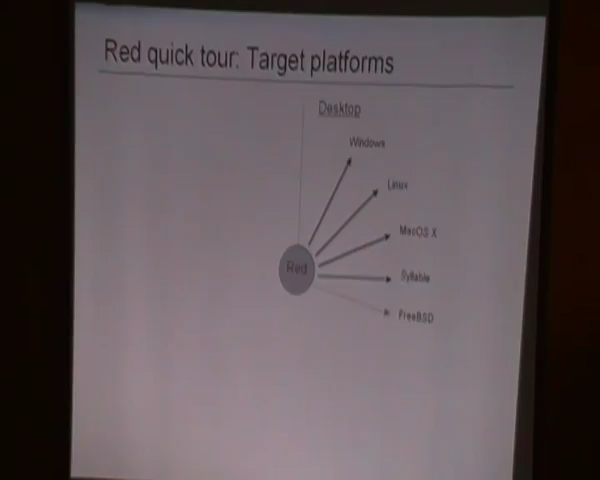 Red quick tour: Target platforms
Desktop
Windows
Linux
MacOS X
Red
Syllable
FreeBSD